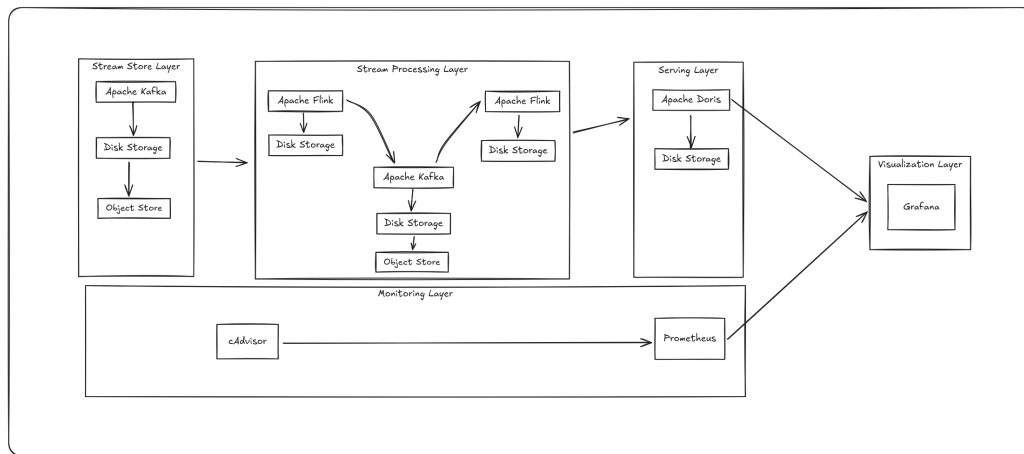 Stream Store Layer
Apache Kafka
Disk Storage
Object Store
Stream Processing Layer
Apache Flink
Disk Storage
Apache Kafka
Disk Storage
Object Store
Apache Flink
Disk Storage
Serving Layer
Apache Doris
Disk Storage
Visualization Layer
Grafana
Monitoring Layer
cAdvisor
Prometheus